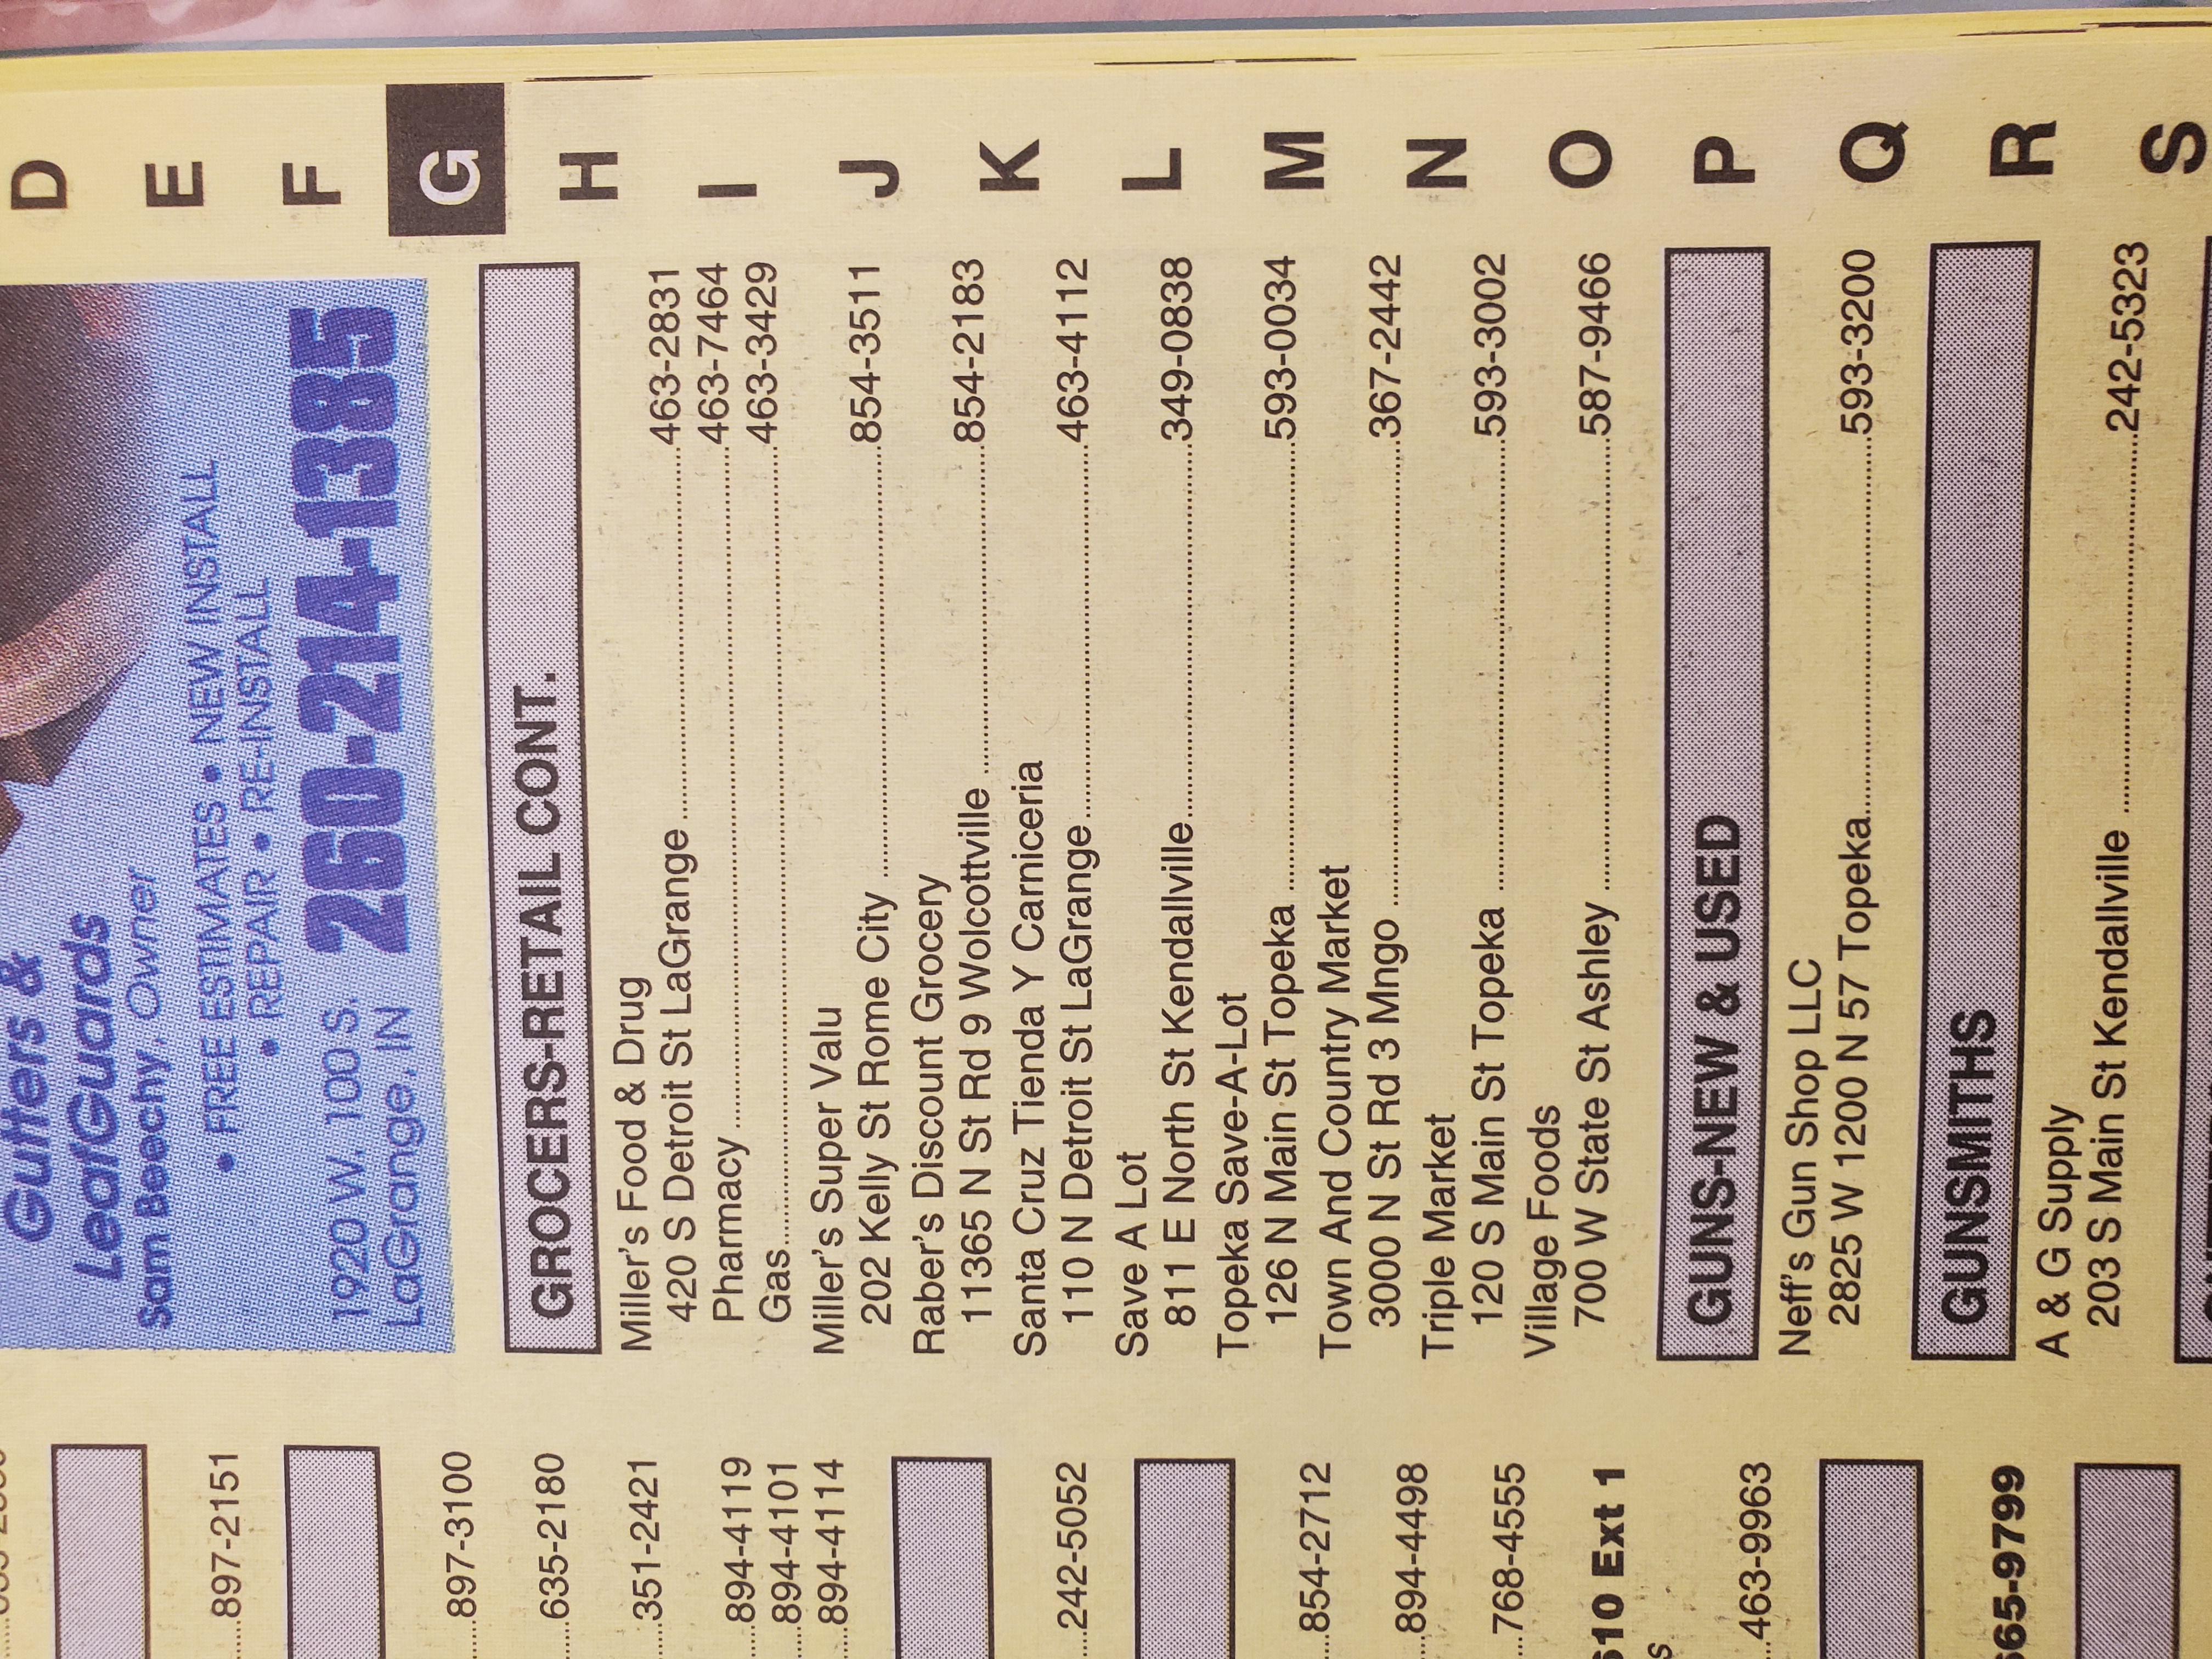 897-2151
897-3100
635-2180
351-2421
894-4119
894-4101
894-4114
242-5052
854-2712
894-4498
768-4555
610 Ext 1
463-9963
65-9799
Gutters &
LeafGuards
Sam Beechy, Owner
• FREE ESTIMATES • NEW INSTALL
• REPAIR • RE-INSTALL
1920 W. 100 S.
LaGrange, IN
260-214-1385
GROCERS-RETAIL CONT.
Miller's Food & Drug
420 S Detroit St LaGrange 463-2831
Pharmacy 463-7464
Gas 463-3429
Miller's Super Valu
202 Kelly St Rome City 854-3511
Raber's Discount Grocery
11365 N St Rd 9 Wolcottville 854-2183
Santa Cruz Tienda Y Carniceria
110 N Detroit St LaGrange 463-4112
Save A Lot
811 E North St Kendallville 349-0838
Topeka Save-A-Lot
126 N Main St Topeka 593-0034
Town And Country Market
3000 N St Rd 3 Mngo 367-2442
Triple Market
120 S Main St Topeka 593-3002
Village Foods
700 W State St Ashley 587-9466
GUNS-NEW & USED
Neff's Gun Shop LLC
2825 W 1200 N 57 Topeka 593-3200
GUNSMITHS
A & G Supply
203 S Main St Kendallville 242-5323
D
E
F
G
H
I
J
K
L
M
N
O
P
Q
R
S